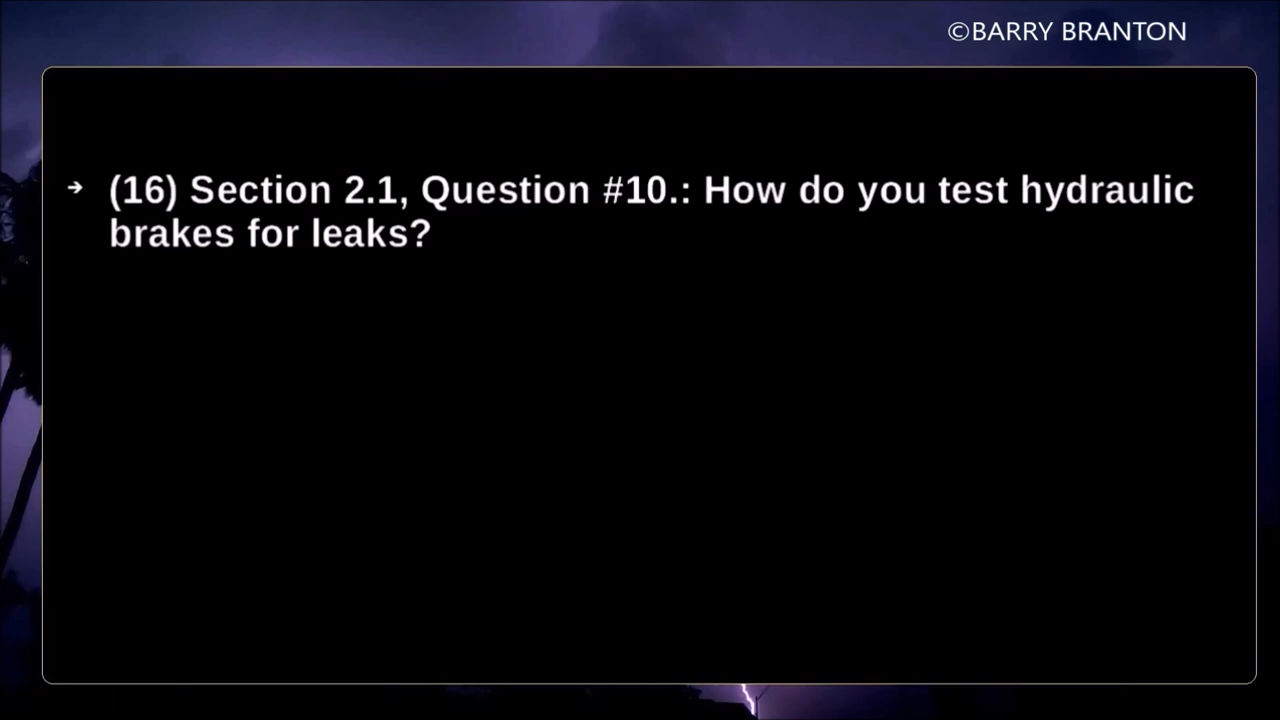 ©BARRY BRANTON
➔ (16) Section 2.1, Question #10.: How do you test hydraulic
brakes for leaks?